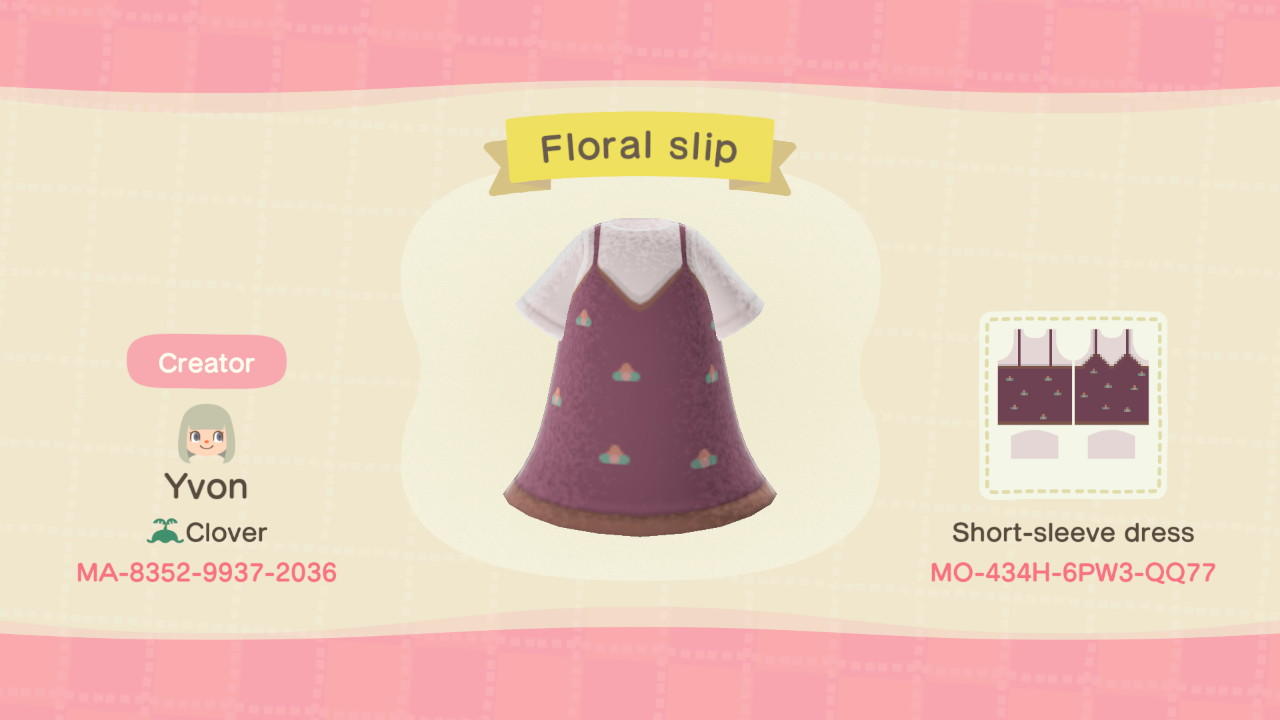 Floral slip
Creator
Yvon
Clover
MA-8352-9937-2036
Short-sleeve dress
MO-434H-6PW3-QQ77